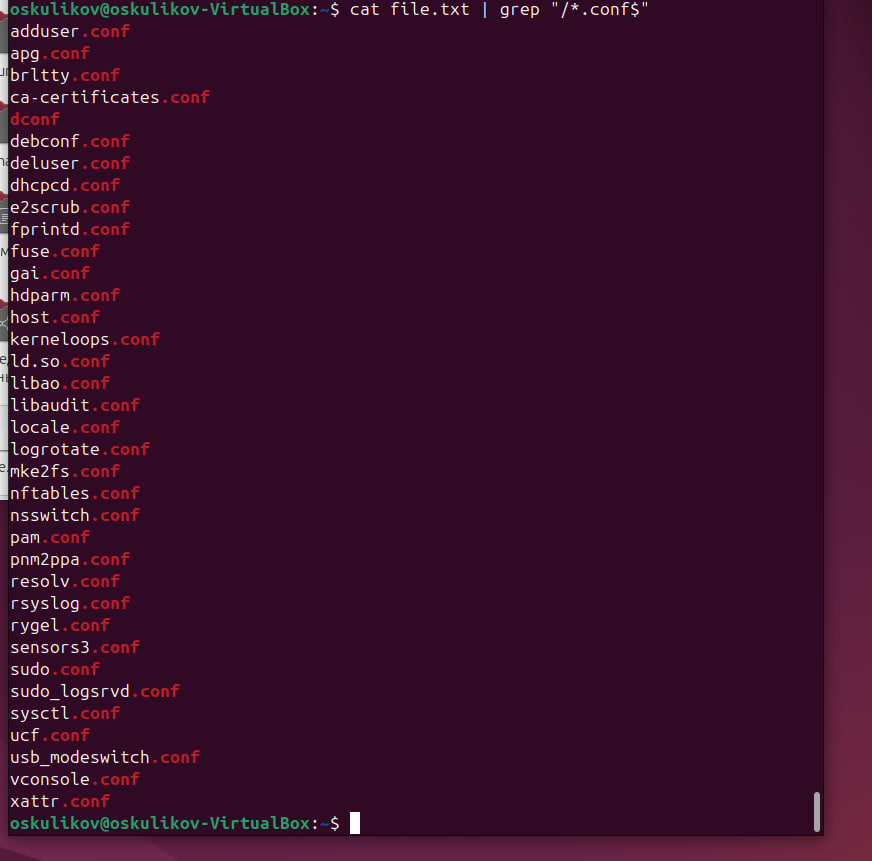 oskulikov@oskulikov-VirtualBox:~$ cat file.txt | grep "/*.conf$"
adduser.conf
apg.conf
brltty.conf
ca-certificates.conf
dconf
debconf.conf
deluser.conf
dhcpcd.conf
e2scrub.conf
fprintd.conf
fuse.conf
gai.conf
hdparm.conf
host.conf
kerneloops.conf
ld.so.conf
libao.conf
libaudit.conf
locale.conf
logrotate.conf
mke2fs.conf
nftables.conf
nsswitch.conf
pam.conf
pnm2ppa.conf
resolv.conf
rsyslog.conf
rygel.conf
sensors3.conf
sudo.conf
sudo_logsrvd.conf
sysctl.conf
ucf.conf
usb_modeswitch.conf
vconsole.conf
xattr.conf
oskulikov@oskulikov-VirtualBox:~$